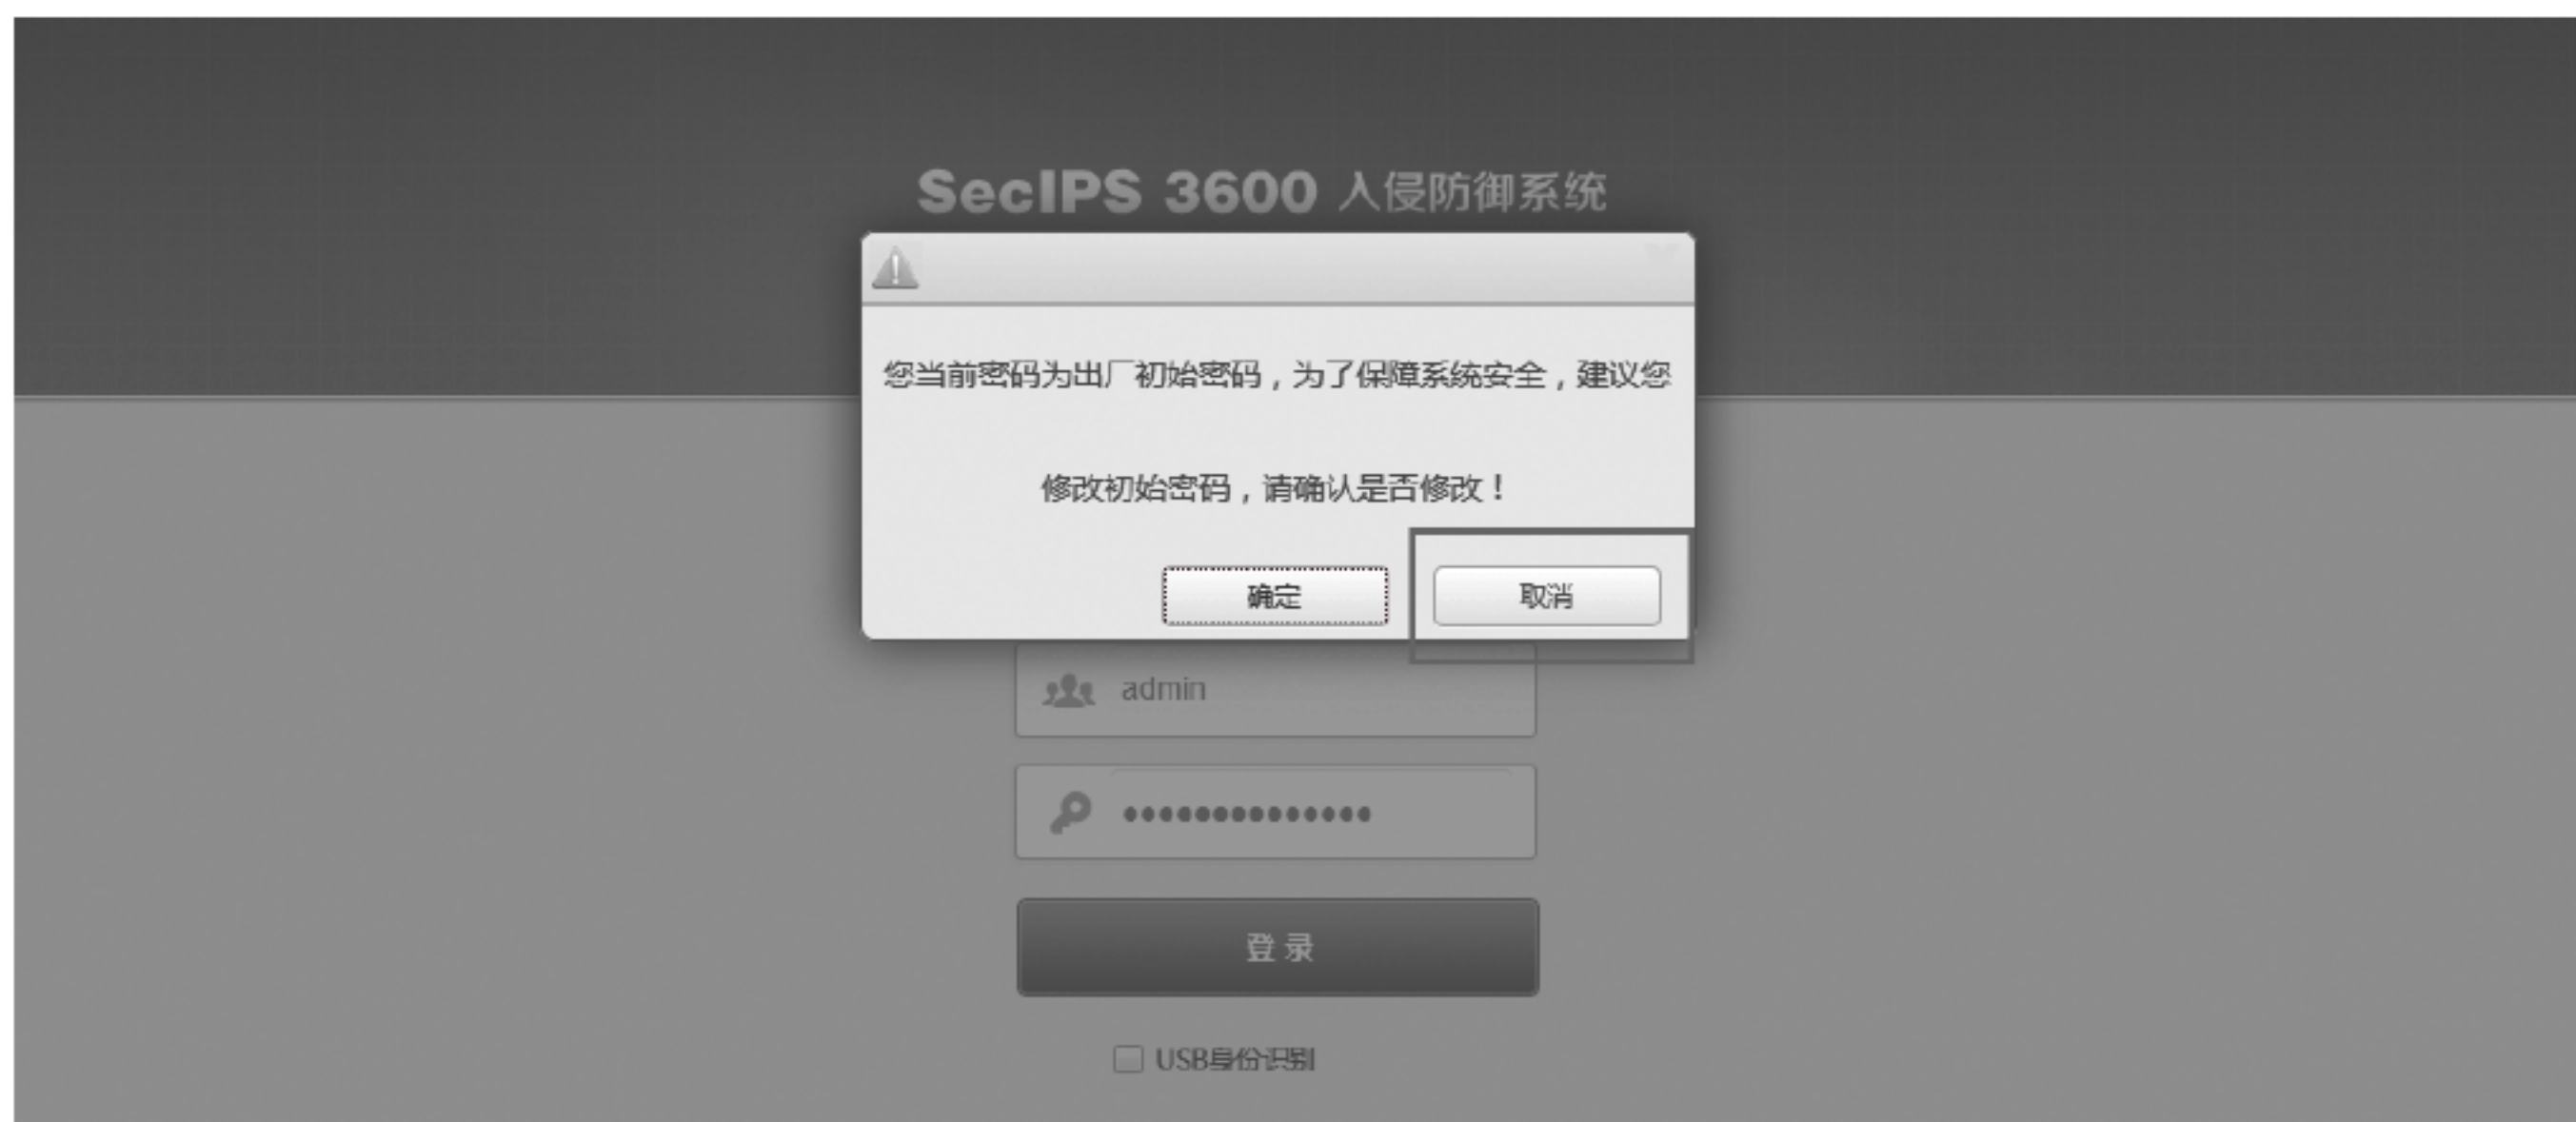 SecIPS 3600 入侵防御系统
您当前密码为出厂初始密码，为了保障系统安全，建议您
修改初始密码，请确认是否修改！
确定 取消
admin
••••••••••••••
登 录
USB身份识别